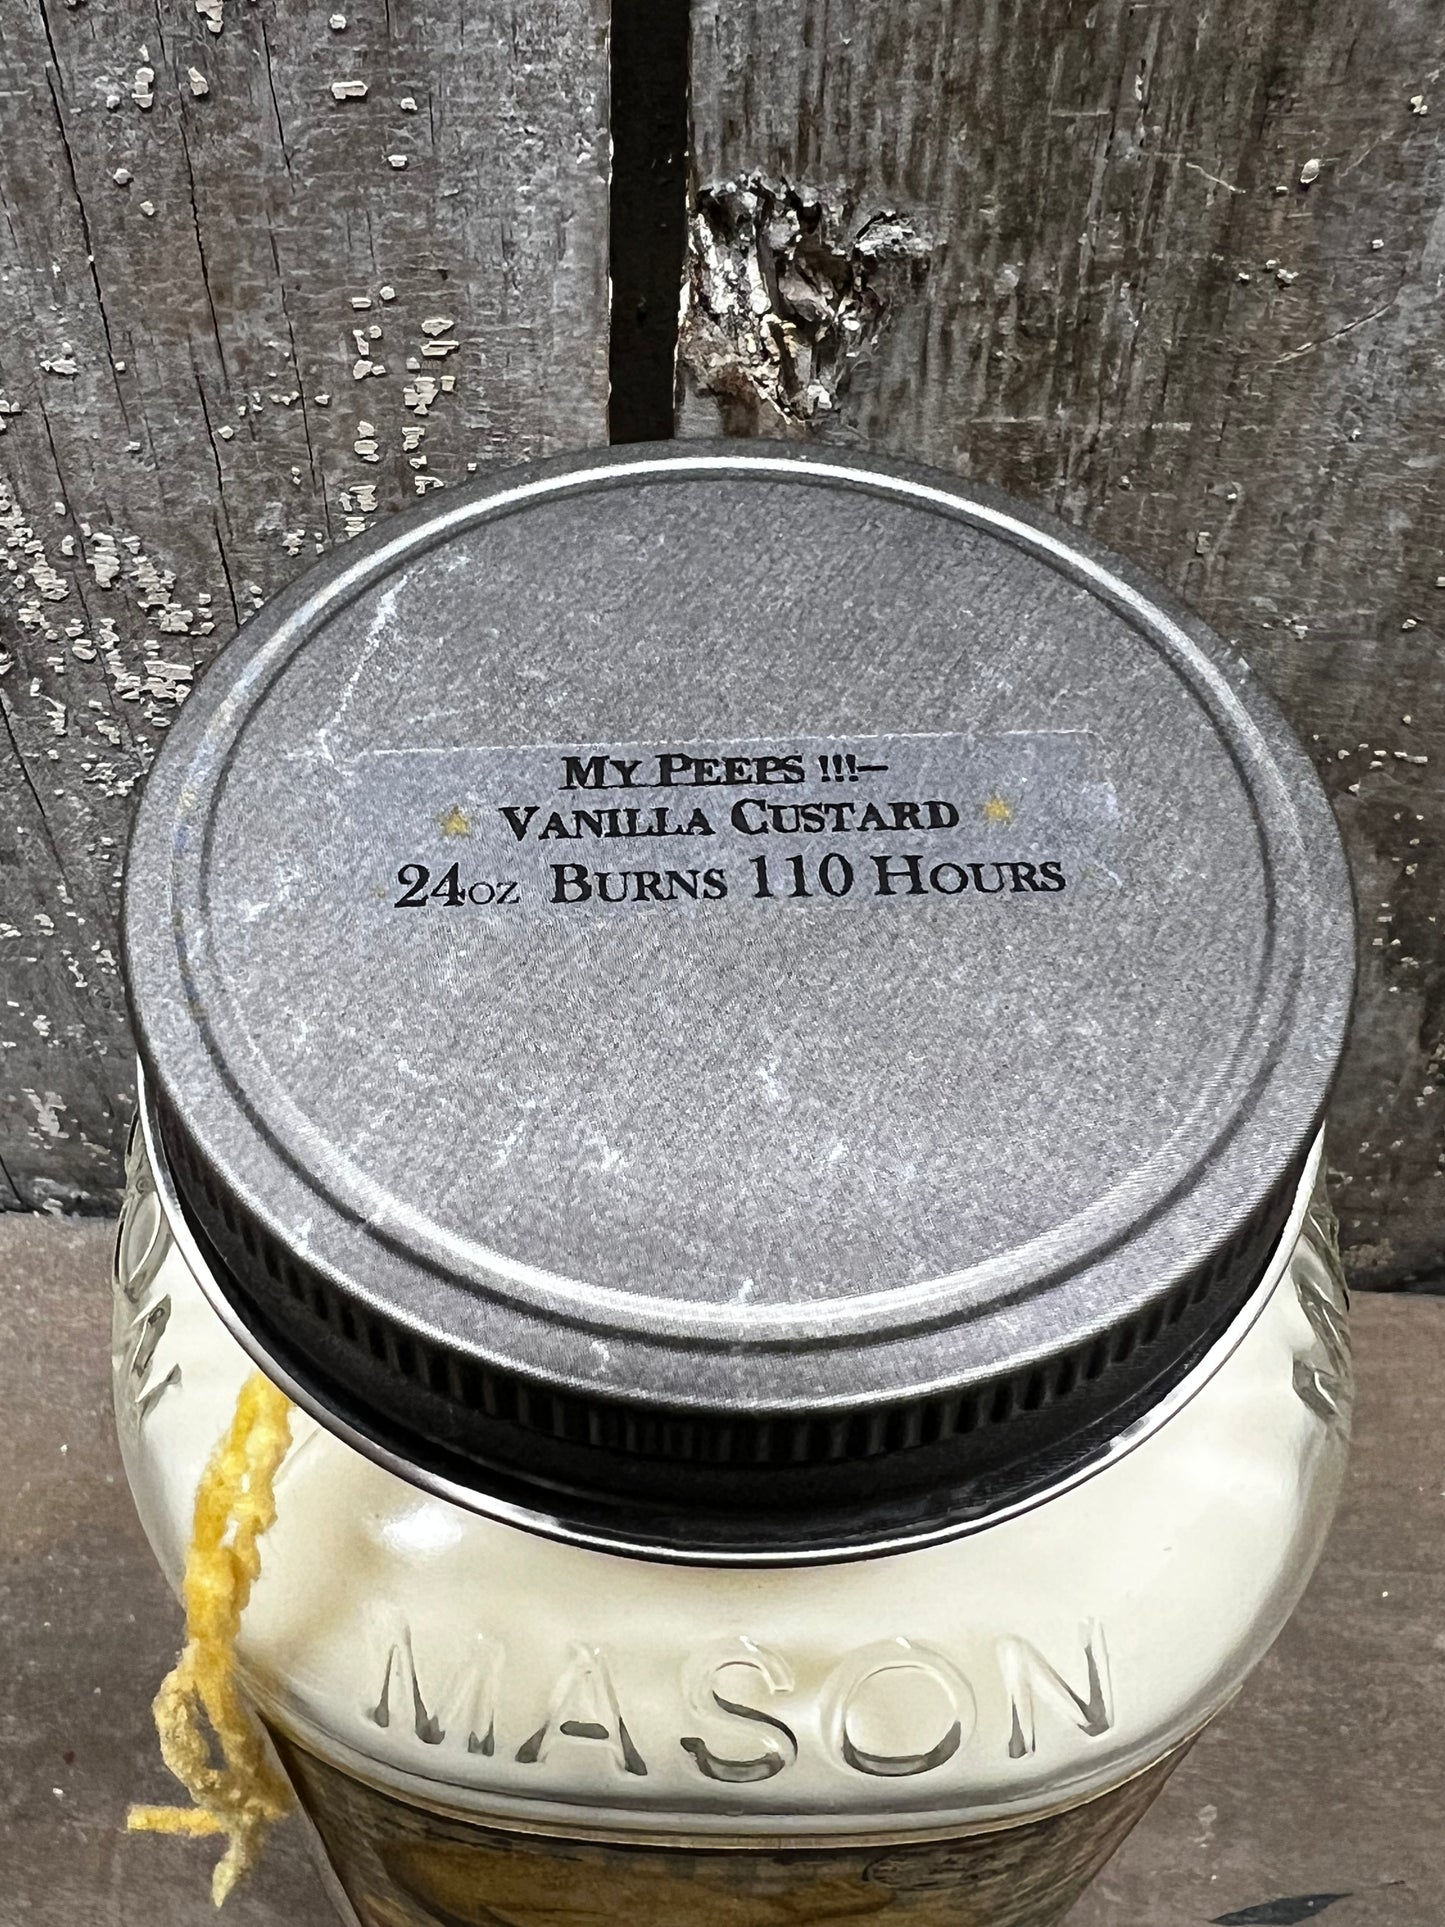 My Peeps !!!–
Vanilla Custard
24oz Burns 110 Hours
MASON